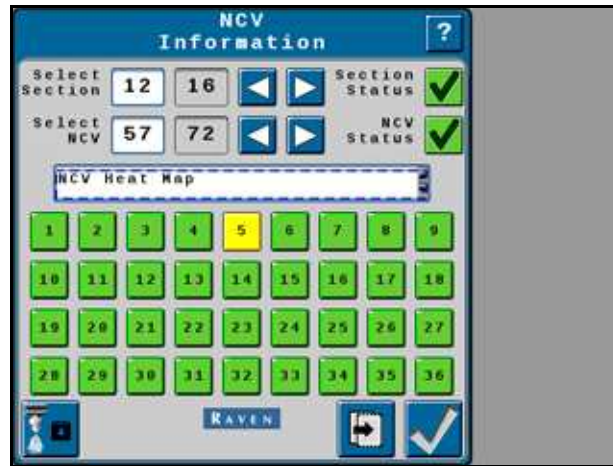 NCV
Information
?
Select
Section
12
16
Section
Status
Select
NCV
57
72
NCV
Status
NCV Heat Map
1 2 3 4 5 6 7 8 9
10 11 12 13 14 15 16 17 18
19 20 21 22 23 24 25 26 27
28 29 30 31 32 33 34 35 36
RAVEN